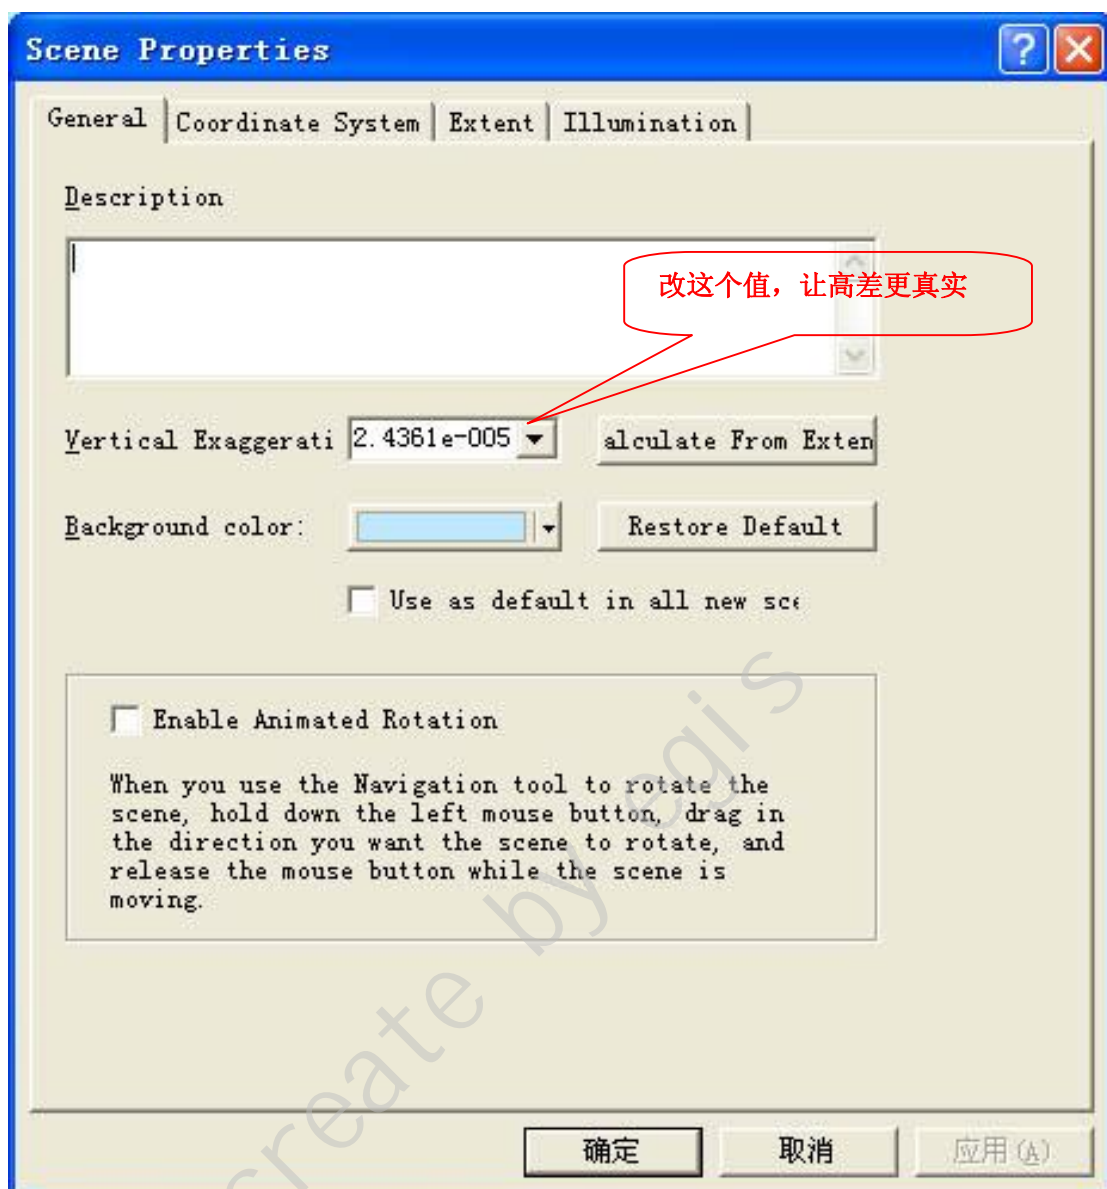 Scene Properties
General Coordinate System Extent Illumination
Description
改这个值，让高差更真实
Vertical Exaggerati 2.4361e-005 alculate From Exten
Background color: Restore Default
Use as default in all new sce
Enable Animated Rotation
When you use the Navigation tool to rotate the
scene, hold down the left mouse button, drag in
the direction you want the scene to rotate, and
release the mouse button while the scene is
moving.
确定 取消 应用(A)
create by egis